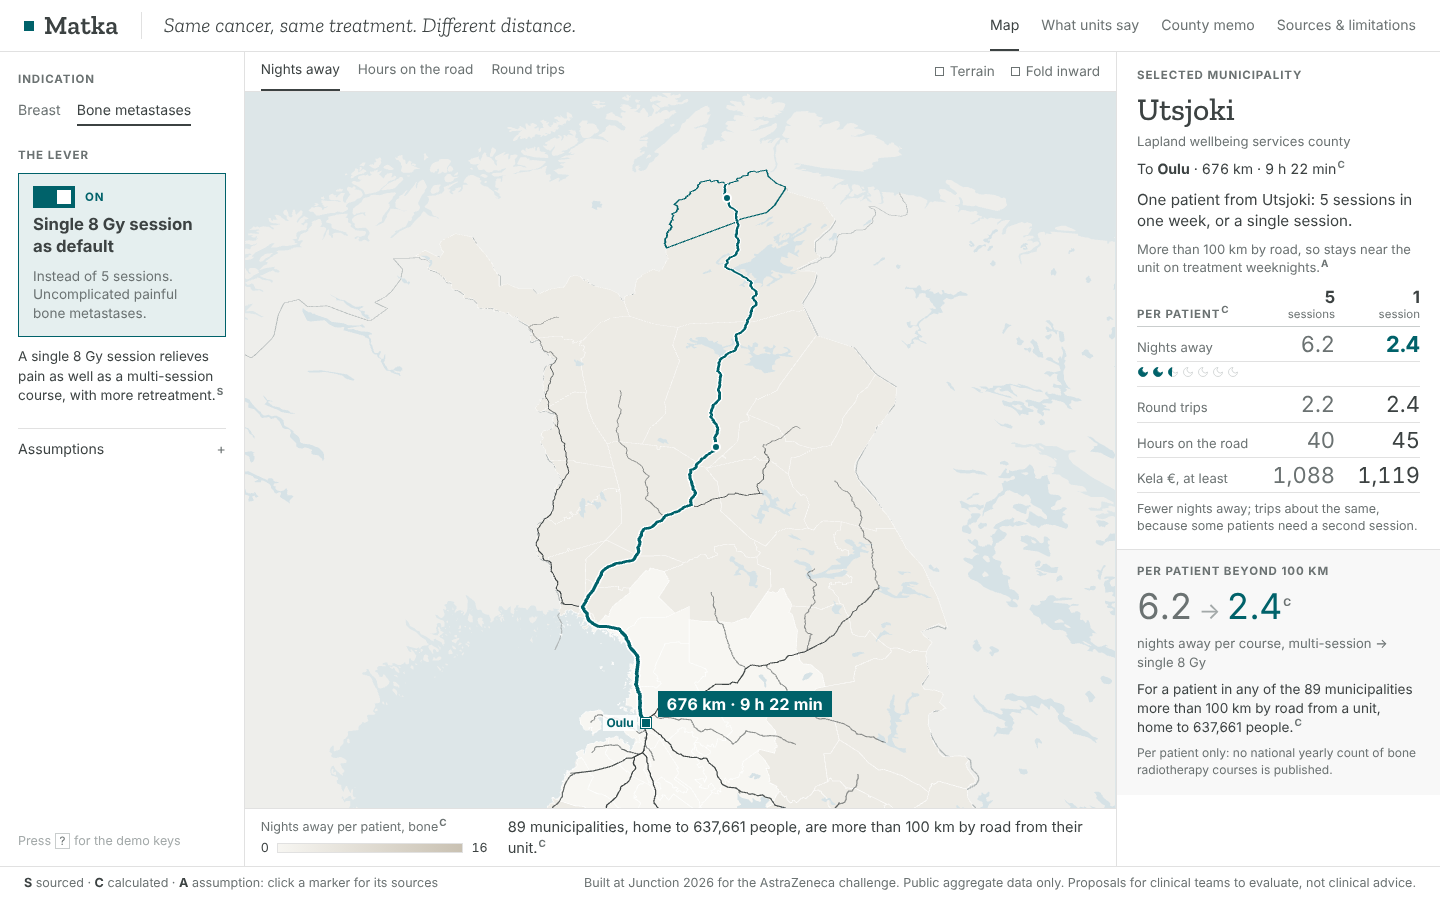 Matka
Same cancer, same treatment. Different distance.
Map
What units say
County memo
Sources & limitations
INDICATION
Breast
Bone metastases
THE LEVER
ON
Single 8 Gy session
as default
Instead of 5 sessions.
Uncomplicated painful
bone metastases.
A single 8 Gy session relieves
pain as well as a multi-session
course, with more retreatment. S
Assumptions +
Press ? for the demo keys
Nights away
Hours on the road
Round trips
Terrain
Fold inward
676 km · 9 h 22 min
Oulu
Nights away per patient, bone C
0 16
89 municipalities, home to 637,661 people, are more than 100 km by road from their
unit. C
SELECTED MUNICIPALITY
Utsjoki
Lapland wellbeing services county
To Oulu · 676 km · 9 h 22 min C
One patient from Utsjoki: 5 sessions in
one week, or a single session.
More than 100 km by road, so stays near the
unit on treatment weeknights. A
5 1
PER PATIENT C sessions session
Nights away 6.2 2.4
Round trips 2.2 2.4
Hours on the road 40 45
Kela €, at least 1,088 1,119
Fewer nights away; trips about the same,
because some patients need a second session.
PER PATIENT BEYOND 100 KM
6.2 → 2.4 C
nights away per course, multi-session →
single 8 Gy
For a patient in any of the 89 municipalities
more than 100 km by road from a unit,
home to 637,661 people. C
Per patient only: no national yearly count of bone
radiotherapy courses is published.
S sourced · C calculated · A assumption: click a marker for its sources
Built at Junction 2026 for the AstraZeneca challenge. Public aggregate data only. Proposals for clinical teams to evaluate, not clinical advice.